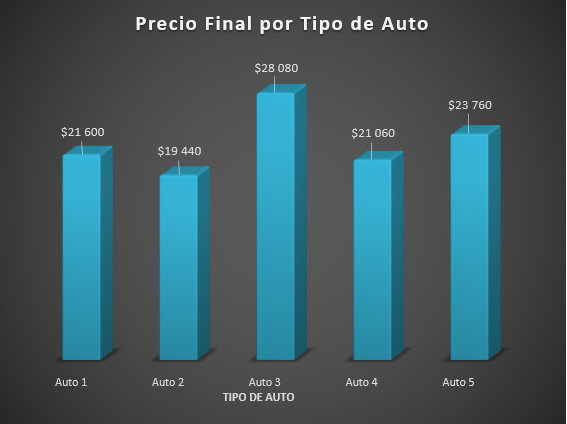 Precio Final por Tipo de Auto
$28 080
$23 760
$21 600
$21 060
$19 440
Auto 1
Auto 2
Auto 3
Auto 4
Auto 5
TIPO DE AUTO